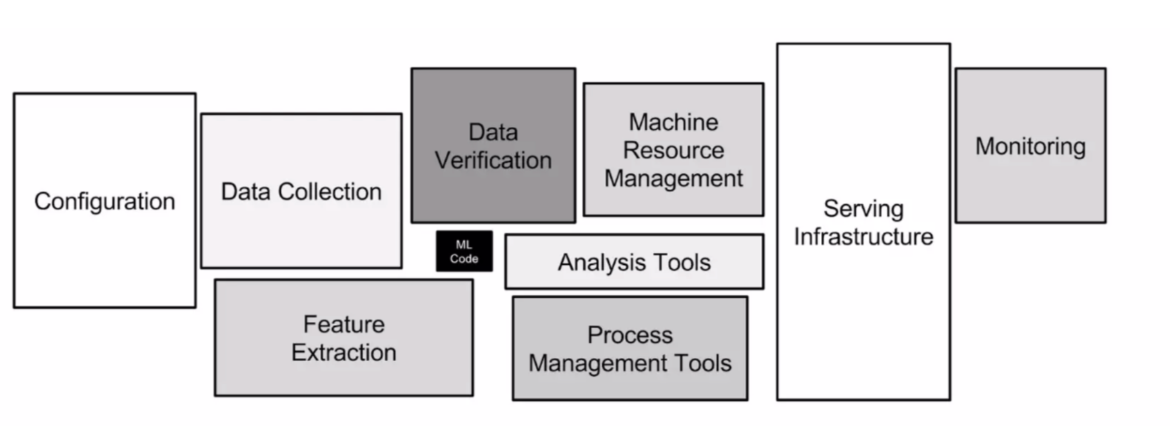 Configuration
Data Collection
Data
Verification
Machine
Resource
Management
Serving
Infrastructure
Monitoring
ML
Code
Analysis Tools
Feature
Extraction
Process
Management Tools